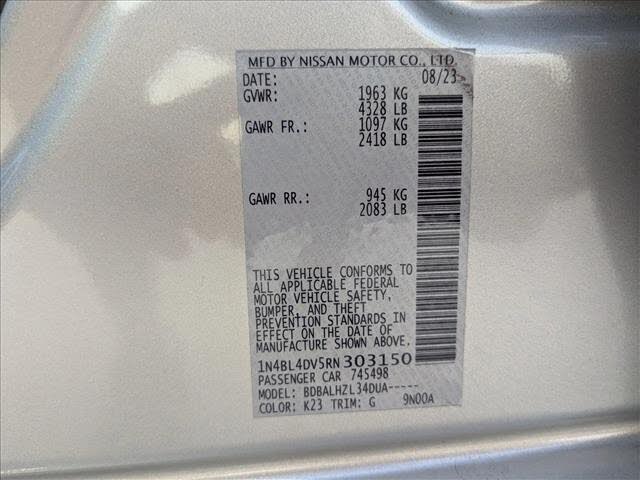 MFD BY NISSAN MOTOR CO., LTD.
DATE: 08/23
GVWR: 1963 KG
4328 LB
GAWR FR.: 1097 KG
2418 LB
GAWR RR.: 945 KG
2083 LB
THIS VEHICLE CONFORMS TO
ALL APPLICABLE FEDERAL
MOTOR VEHICLE SAFETY,
BUMPER, AND THEFT
PREVENTION STANDARDS IN
EFFECT ON THE DATE OF
MANUFACTURE SHOWN ABOVE.
1N4BL4DV5RN303150
PASSENGER CAR 745498
MODEL: BDBALHZL34DUA-----
COLOR: K23 TRIM: G 9N00A